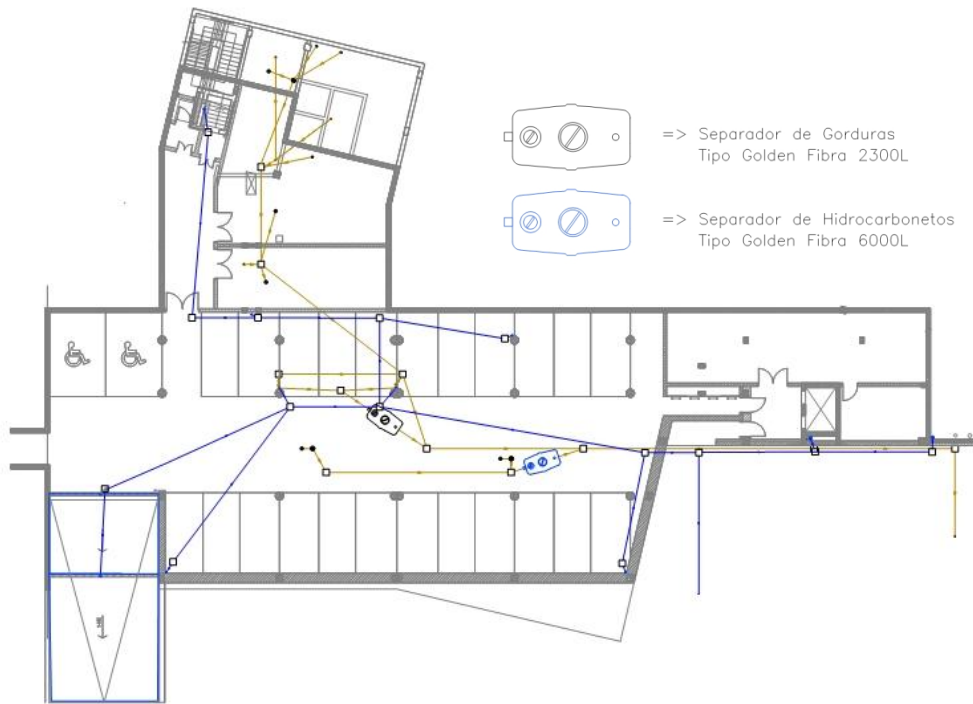 => Separador de Gorduras
Tipo Golden Fibra 2300L
=> Separador de Hidrocarbonetos
Tipo Golden Fibra 6000L